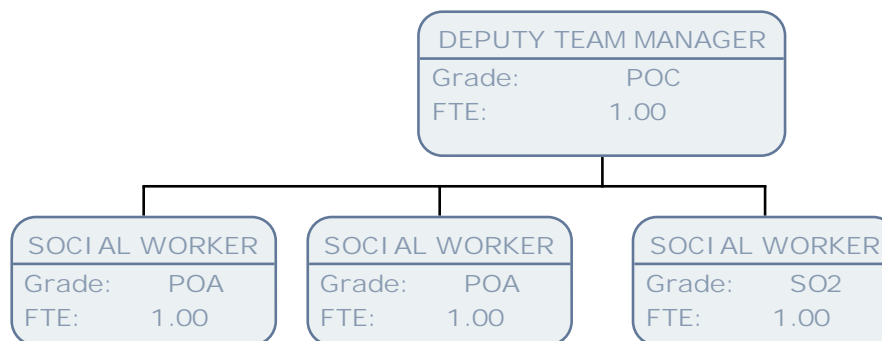 DEPUTY TEAM MANAGER
Grade: POC
FTE: 1.00
SOCIAL WORKER
Grade: POA
FTE: 1.00
SOCIAL WORKER
Grade: POA
FTE: 1.00
SOCIAL WORKER
Grade: SO2
FTE: 1.00